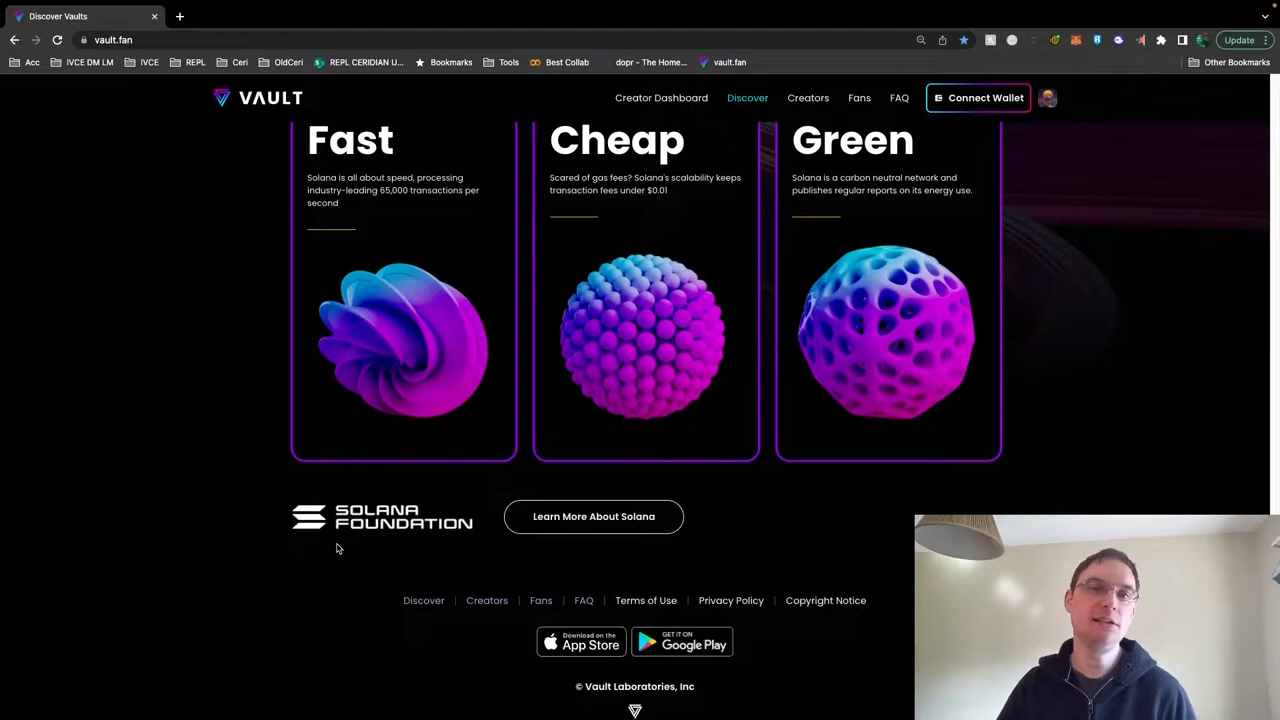 Discover Vaults
vault.fan
Update
Acc
IVCE DM LM
IVCE
REPL
Ceri
OldCeri
REPL CERIDIAN U...
Bookmarks
Tools
Best Collab
dopr - The Home...
vault.fan
Other Bookmarks
VAULT
Creator Dashboard
Discover
Creators
Fans
FAQ
Connect Wallet
Fast
Solana is all about speed, processing
industry-leading 65,000 transactions per
second
Cheap
Scared of gas fees? Solana's scalability keeps
transaction fees under $0.01
Green
Solana is a carbon neutral network and
publishes regular reports on its energy use.
SOLANA
FOUNDATION
Learn More About Solana
Discover | Creators | Fans | FAQ | Terms of Use | Privacy Policy | Copyright Notice
Download on the
App Store
GET IT ON
Google Play
© Vault Laboratories, Inc